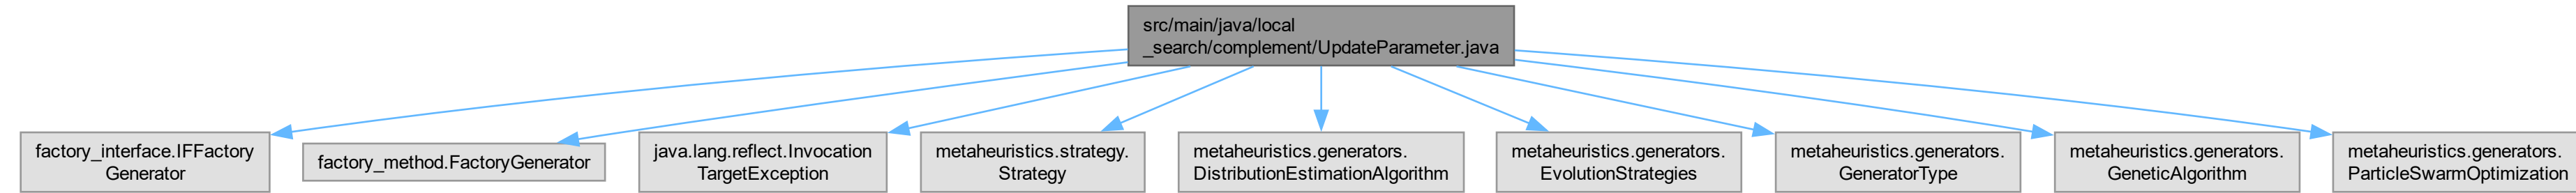 src/main/java/local
_search/complement/UpdateParameter.java
factory_interface.IFFactory
Generator
factory_method.FactoryGenerator
java.lang.reflect.Invocation
TargetException
metaheuristics.strategy.
Strategy
metaheuristics.generators.
DistributionEstimationAlgorithm
metaheuristics.generators.
EvolutionStrategies
metaheuristics.generators.
GeneratorType
metaheuristics.generators.
GeneticAlgorithm
metaheuristics.generators.
ParticleSwarmOptimization